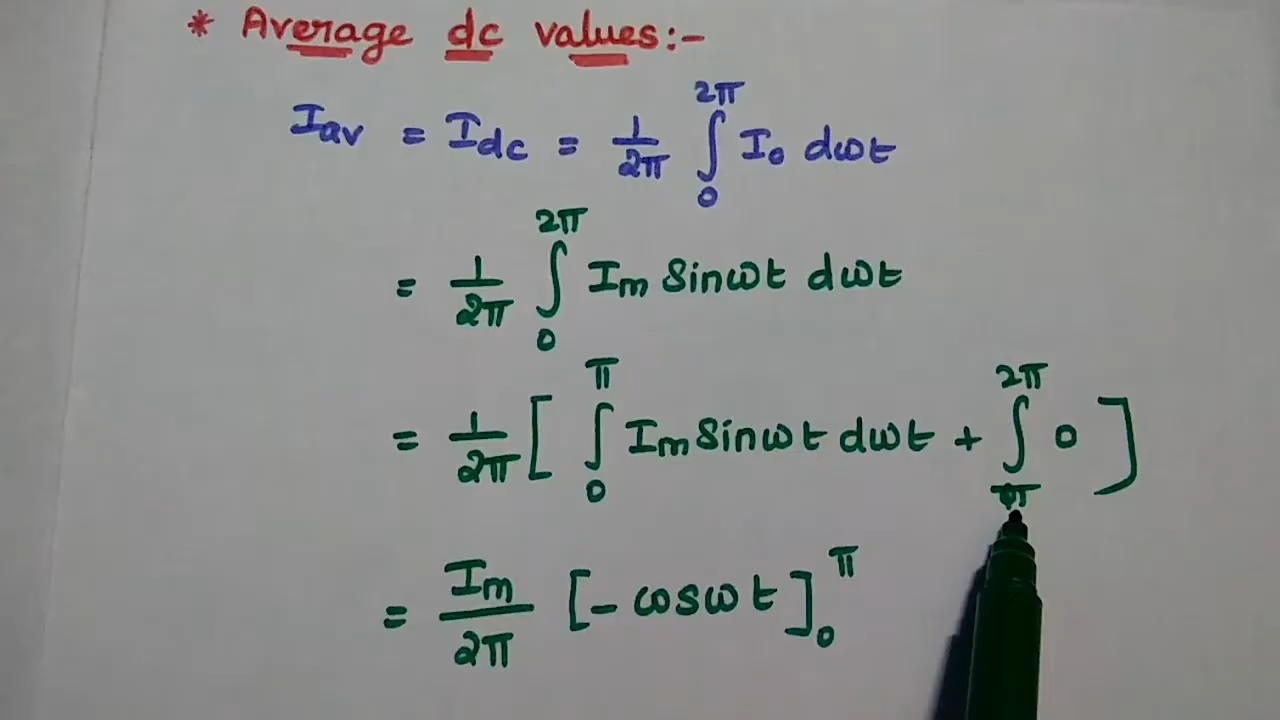 * Average dc values:-
Iav = Idc = 1/2π ∫₀^2π I₀ dωt
= 1/2π ∫₀^2π Im Sinωt dωt
= 1/2π [ ∫₀^π Im Sinωt dωt + ∫π^2π 0 ]
= Im/2π [- cosωt]₀^π